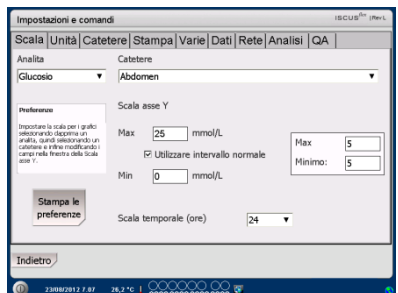 Impostazioni e comandi
ISCUSflex
Scala Unità Catetere Stampa Varie Dati Rete Analisi QA
Analita
Catetere
Glucosio
Abdomen
Preferenze
Impostare la scala per i grafici
selezionando dapprima un
analita, quindi selezionando un
catetere e infine modificando i
campi nella finestra della Scala
asse Y.
Scala asse Y
Max 25 mmol/L
Utilizzare intervallo normale
Min 0 mmol/L
Max 5
Minimo: 5
Stampa le
preferenze
Scala temporale (ore) 24
Indietro
23/08/2012 7.07 26,2 °C